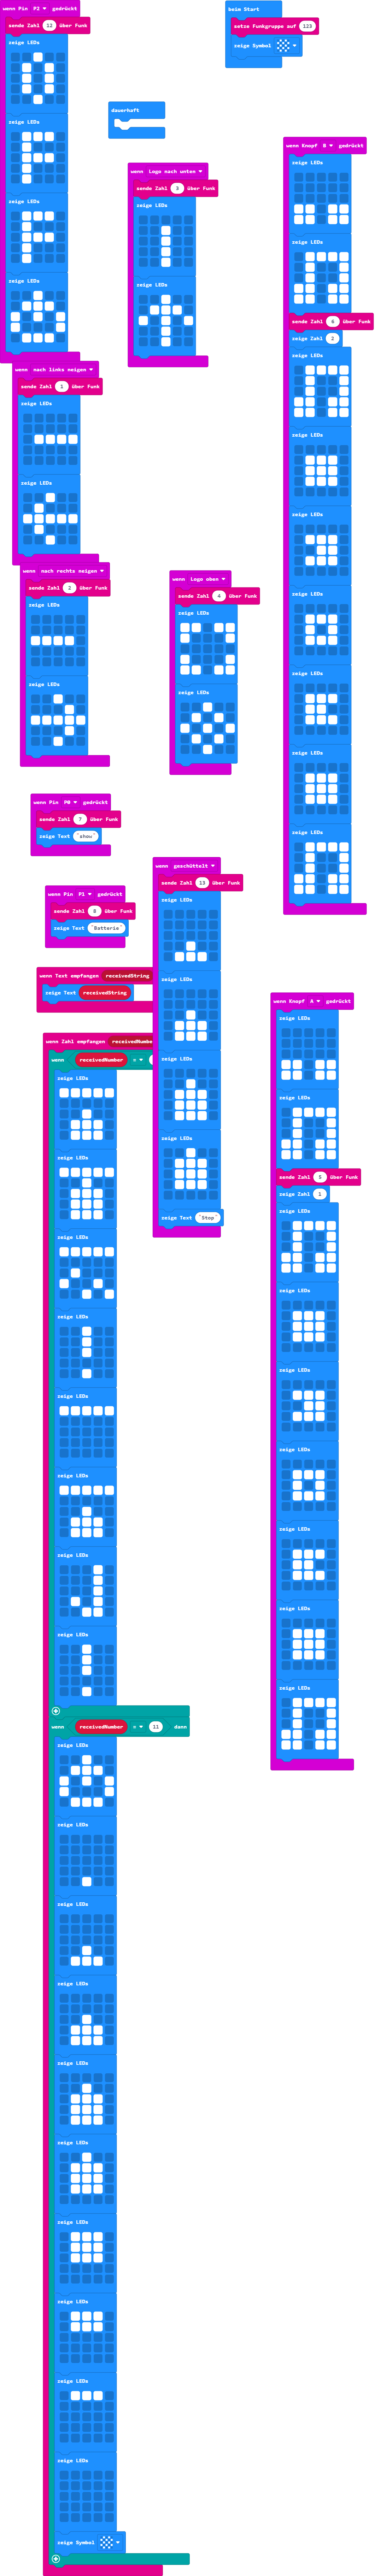 wenn Pin P2 gedrückt
sende Zahl 12 über Funk
zeige LEDs
zeige LEDs
zeige LEDs
zeige LEDs
beim Start
setze Funkgruppe auf 123
zeige Symbol
dauerhaft
wenn Logo nach unten
sende Zahl 3 über Funk
zeige LEDs
zeige LEDs
wenn Knopf B gedrückt
zeige LEDs
zeige LEDs
sende Zahl 6 über Funk
zeige Zahl 2
zeige LEDs
zeige LEDs
zeige LEDs
zeige LEDs
zeige LEDs
zeige LEDs
zeige LEDs
wenn nach links neigen
sende Zahl 1 über Funk
zeige LEDs
zeige LEDs
wenn nach rechts neigen
sende Zahl 2 über Funk
zeige LEDs
zeige LEDs
wenn Logo oben
sende Zahl 4 über Funk
zeige LEDs
zeige LEDs
wenn Pin P0 gedrückt
sende Zahl 7 über Funk
zeige Text "show"
wenn Pin P1 gedrückt
sende Zahl 8 über Funk
zeige Text "Batterie"
wenn geschüttelt
sende Zahl 13 über Funk
zeige LEDs
zeige LEDs
zeige LEDs
zeige LEDs
zeige Text "Stop"
wenn Text empfangen receivedString
zeige Text receivedString
wenn Zahl empfangen receivedNumbe
wenn receivedNumber =
zeige LEDs
zeige LEDs
zeige LEDs
zeige LEDs
zeige LEDs
zeige LEDs
zeige LEDs
zeige LEDs
wenn receivedNumber = 11 dann
zeige LEDs
zeige LEDs
zeige LEDs
zeige LEDs
zeige LEDs
zeige LEDs
zeige LEDs
zeige LEDs
zeige LEDs
zeige LEDs
zeige Symbol
wenn Knopf A gedrückt
zeige LEDs
zeige LEDs
sende Zahl 5 über Funk
zeige Zahl 1
zeige LEDs
zeige LEDs
zeige LEDs
zeige LEDs
zeige LEDs
zeige LEDs
zeige LEDs